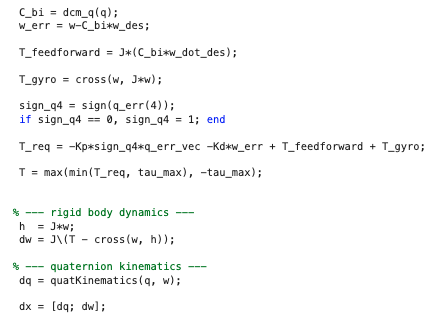 C_bi = dcm_q(q);
w_err = w-C_bi*w_des;
T_feedforward = J*(C_bi*w_dot_des);
T_gyro = cross(w, J*w);
sign_q4 = sign(q_err(4));
if sign_q4 == 0, sign_q4 = 1; end
T_req = -Kp*sign_q4*q_err_vec -Kd*w_err + T_feedforward + T_gyro;
T = max(min(T_req, tau_max), -tau_max);
% --- rigid body dynamics ---
h  = J*w;
dw = J\(T - cross(w, h));
% --- quaternion kinematics ---
dq = quatKinematics(q, w);
dx = [dq; dw];